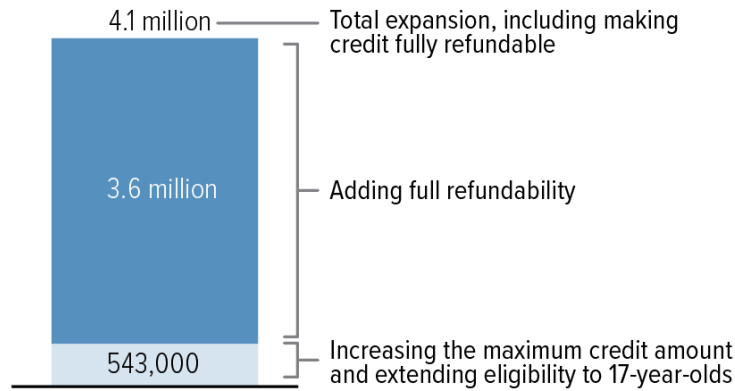 4.1 million
Total expansion, including making
credit fully refundable
3.6 million
Adding full refundability
543,000
Increasing the maximum credit amount
and extending eligibility to 17-year-olds